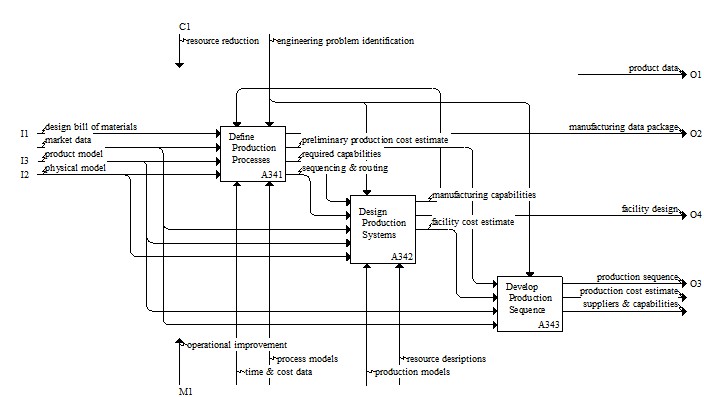 C1
resource reduction
engineering problem identification
product data
O1
I1
design bill of materials
manufacturing data package
O2
market data
Define
Production
Processes
A341
preliminary production cost estimate
I3
product model
required capabilities
I2
physical model
sequencing & routing
manufacturing capabilities
Design
Production
Systems
A342
facility design
O4
facility cost estimate
production sequence
O3
Develop
Production
Sequence
A343
production cost estimate
suppliers & capabilities
operational improvement
process models
resource desriptions
time & cost data
production models
M1